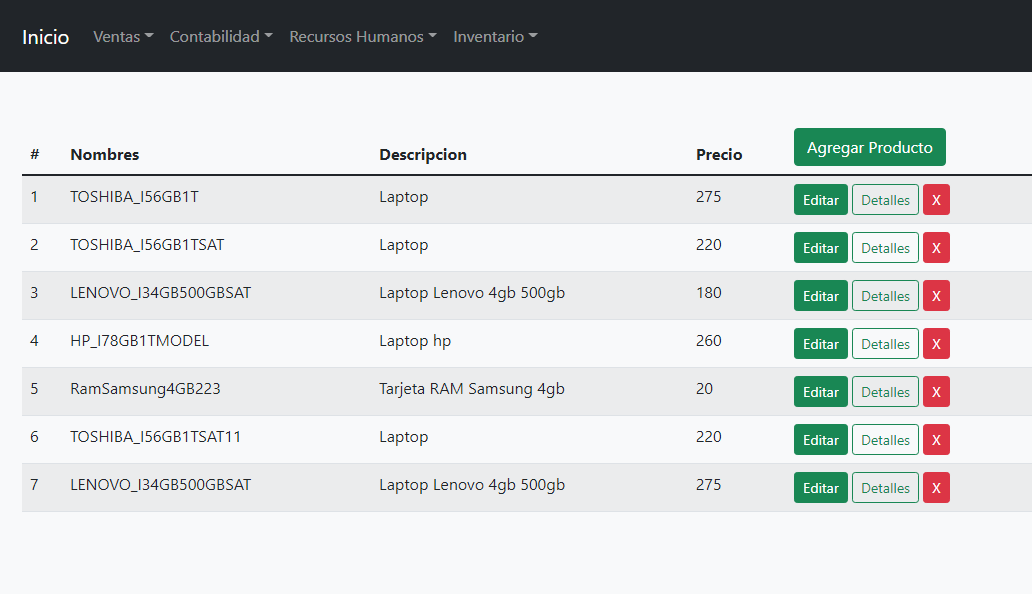 Inicio Ventas Contabilidad Recursos Humanos Inventario
# Nombres Descripcion Precio Agregar Producto
1 TOSHIBA_I56GB1T Laptop 275 Editar Detalles X
2 TOSHIBA_I56GB1TSAT Laptop 220 Editar Detalles X
3 LENOVO_I34GB500GBSAT Laptop Lenovo 4gb 500gb 180 Editar Detalles X
4 HP_I78GB1TMODEL Laptop hp 260 Editar Detalles X
5 RamSamsung4GB223 Tarjeta RAM Samsung 4gb 20 Editar Detalles X
6 TOSHIBA_I56GB1TSAT11 Laptop 220 Editar Detalles X
7 LENOVO_I34GB500GBSAT Laptop Lenovo 4gb 500gb 275 Editar Detalles X